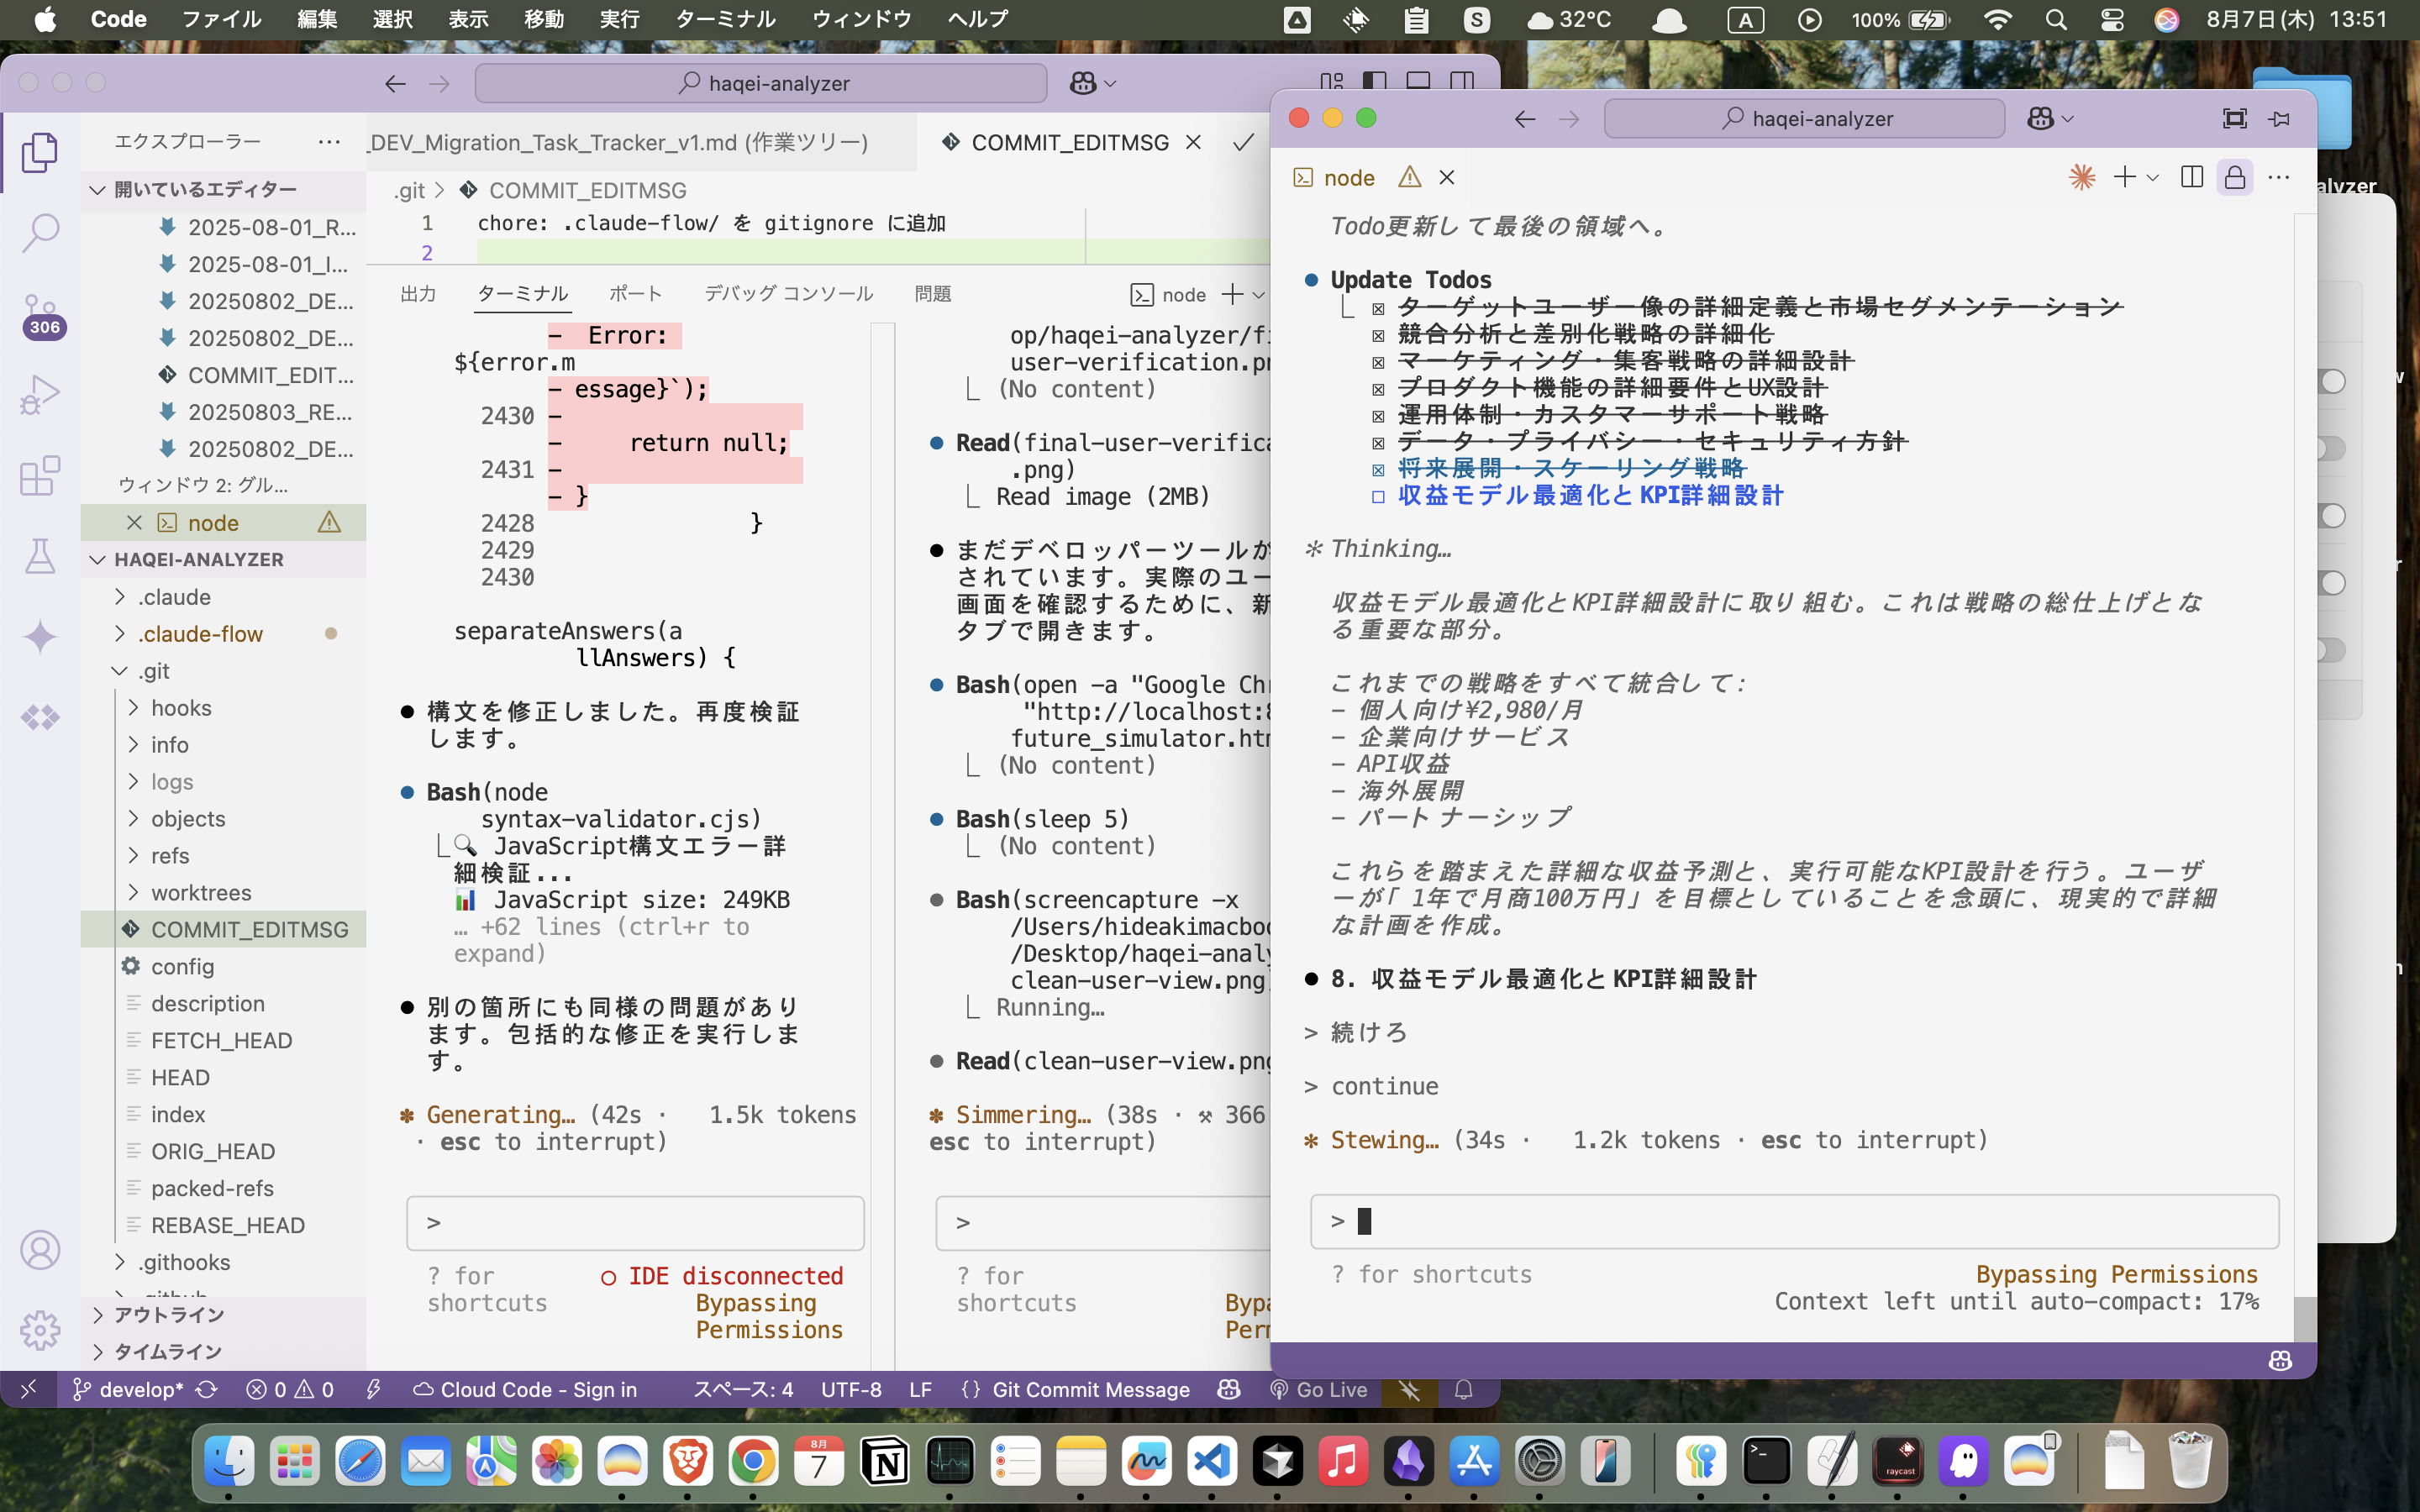 Code ファイル 編集 選択 表示 移動 実行 ターミナル ウィンドウ ヘルプ
32°C A 100% 8月7日(木) 13:51
haqei-analyzer
エクスプローラー
開いているエディター
2025-08-01_R...
2025-08-01_I...
20250802_DE...
20250802_DE...
COMMIT_EDIT...
20250803_RE...
20250802_DE...
ウィンドウ 2: グル...
node
HAQEI-ANALYZER
.claude
.claude-flow
.git
hooks
info
logs
objects
refs
worktrees
COMMIT_EDITMSG
config
description
FETCH_HEAD
HEAD
index
ORIG_HEAD
packed-refs
REBASE_HEAD
.githooks
アウトライン
タイムライン
306
_DEV_Migration_Task_Tracker_v1.md (作業ツリー)
COMMIT_EDITMSG
.git > COMMIT_EDITMSG
1 chore: .claude-flow/ を gitignore に追加
2
出力 ターミナル ポート デバッグ コンソール 問題
node
- Error:
${error.m
- essage}`);
2430 -
- return null;
2431 -
- }
2428 }
2429
2430
separateAnswers(a
llAnswers) {
構文を修正しました。再度検証
します。
Bash(node
syntax-validator.cjs)
JavaScript構文エラー詳
細検証...
JavaScript size: 249KB
… +62 lines (ctrl+r to
expand)
別の箇所にも同様の問題があり
ます。包括的な修正を実行しま
す。
Generating… (42s · 1.5k tokens
· esc to interrupt)
>
? for
shortcuts
IDE disconnected
Bypassing
Permissions
op/haqei-analyzer/fi
user-verification.pn
(No content)
Read(final-user-verifica
.png)
Read image (2MB)
まだデベロッパーツールが
されています。実際のユー
画面を確認するために、新
タブで開きます。
Bash(open -a "Google Chr
"http://localhost:8
future_simulator.htm
(No content)
Bash(sleep 5)
(No content)
Bash(screencapture -x
/Users/hideakimacboo
/Desktop/haqei-analy
clean-user-view.png
Running…
Read(clean-user-view.png
Simmering… (38s · ⚒ 366
esc to interrupt)
>
? for
shortcuts
Bypa
Perm
develop* 0 0 Cloud Code - Sign in スペース: 4 UTF-8 LF {} Git Commit Message Go Live
haqei-analyzer
node
Todo更新して最後の領域へ。
Update Todos
☒ ターゲットユーザー像の詳細定義と市場セグメンテーション
☒ 競合分析と差別化戦略の詳細化
☒ マーケティング・集客戦略の詳細設計
☒ プロダクト機能の詳細要件とUX設計
☒ 運用体制・カスタマーサポート戦略
☒ データ・プライバシー・セキュリティ方針
☒ 将来展開・スケーリング戦略
☐ 収益モデル最適化とKPI詳細設計
✻ Thinking…
収益モデル最適化とKPI詳細設計に取り組む。これは戦略の総仕上げとな
る重要な部分。
これまでの戦略をすべて統合して:
- 個人向け¥2,980/月
- 企業向けサービス
- API収益
- 海外展開
- パートナーシップ
これらを踏まえた詳細な収益予測と、実行可能なKPI設計を行う。ユーザ
ーが「1年で月商100万円」を目標としていることを念頭に、現実的で詳細
な計画を作成。
8. 収益モデル最適化とKPI詳細設計
> 続けろ
> continue
Stewing… (34s · 1.2k tokens · esc to interrupt)
>
? for shortcuts
Bypassing Permissions
Context left until auto-compact: 17%
alyzer
8月
7
raycast